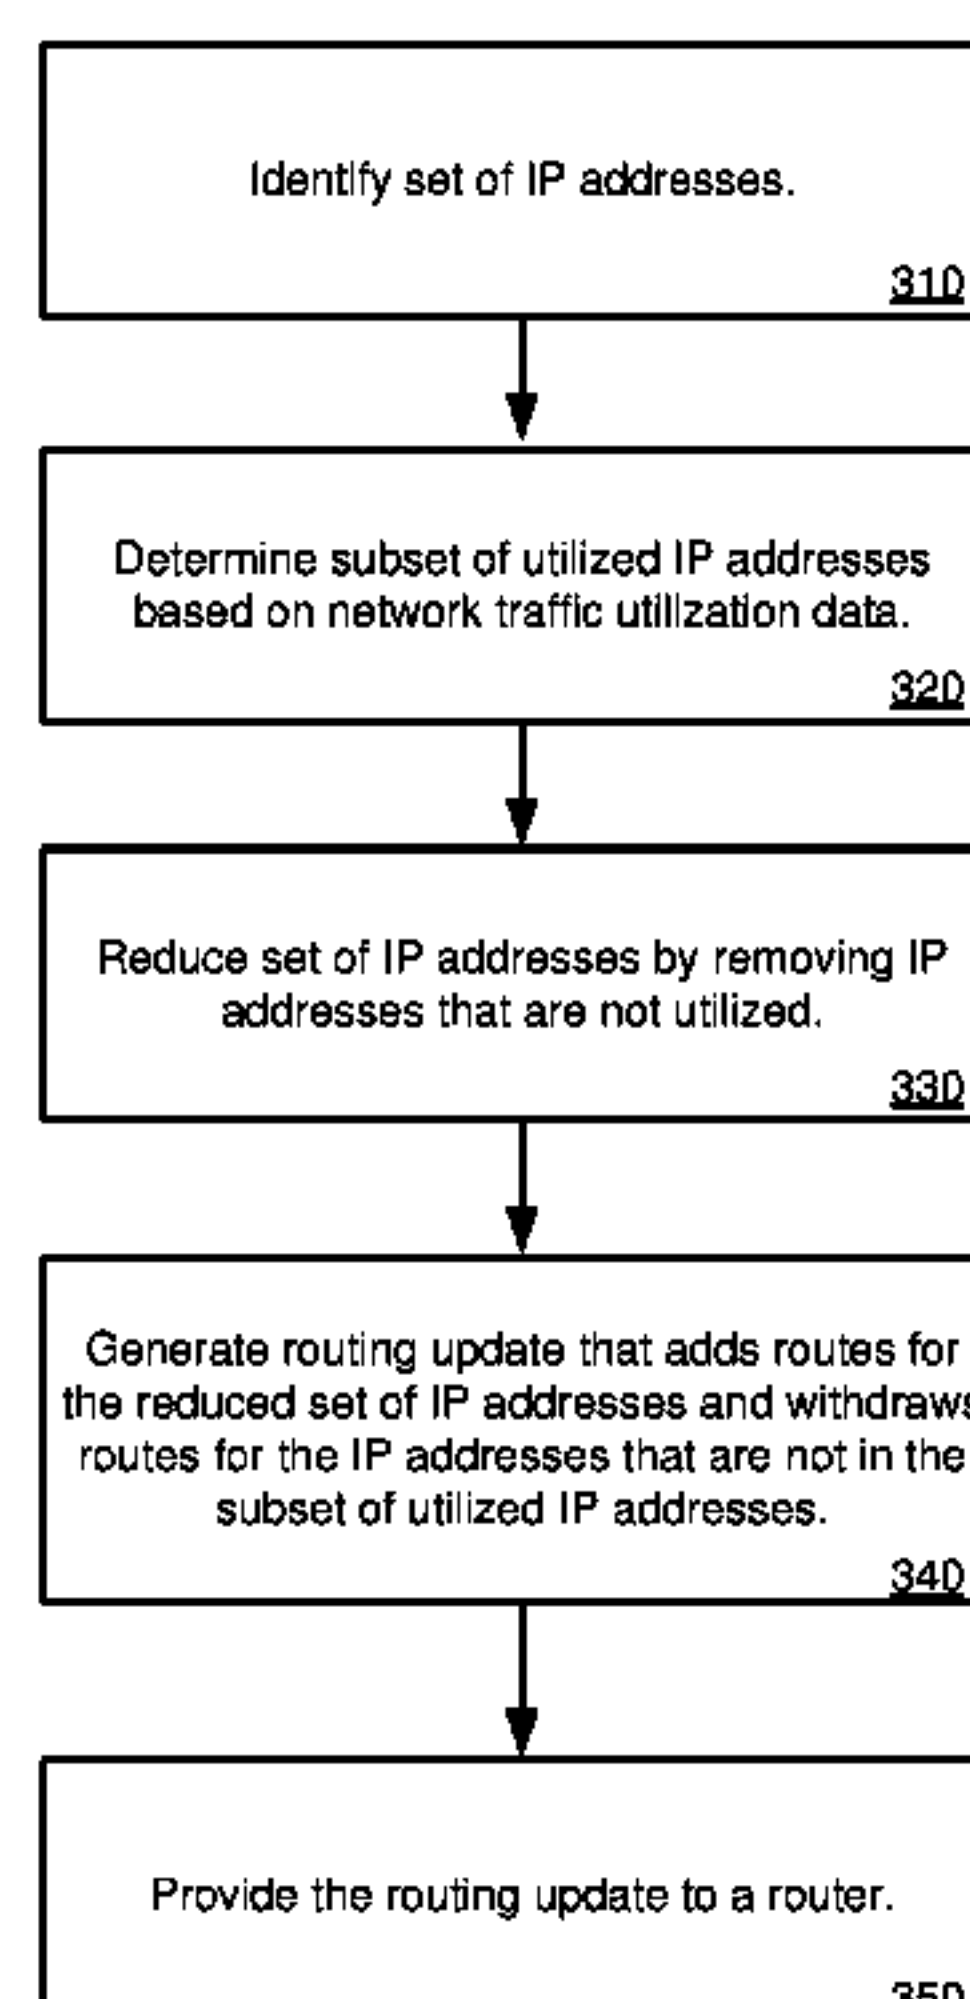 Identify set of IP addresses.
310
Determine subset of utilized IP addresses
based on network traffic utilization data.
320
Reduce set of IP addresses by removing IP
addresses that are not utilized.
330
Generate routing update that adds routes for
the reduced set of IP addresses and withdraws
routes for the IP addresses that are not in the
subset of utilized IP addresses.
340
Provide the routing update to a router.
350